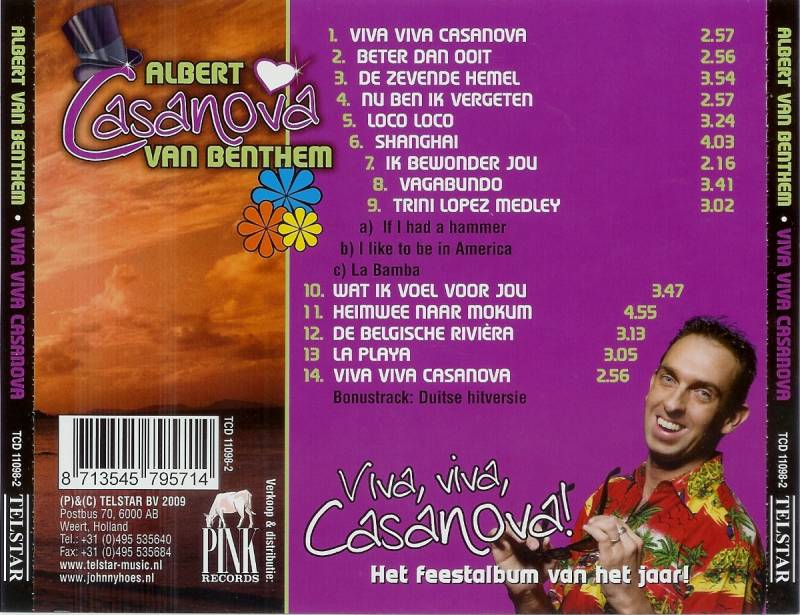 ALBERT VAN BENTHEM • VIVA VIVA CASANOVA
TCD 11098-2
TELSTAR
ALBERT
Casanova
VAN BENTHEM
1. VIVA VIVA CASANOVA 2.57
2. BETER DAN OOIT 2.56
3. DE ZEVENDE HEMEL 3.54
4. NU BEN IK VERGETEN 2.57
5. LOCO LOCO 3.24
6. SHANGHAI 4.03
7. IK BEWONDER JOU 2.16
8. VAGABUNDO 3.41
9. TRINI LOPEZ MEDLEY 3.02
a) If I had a hammer
b) I like to be in America
c) La Bamba
10. WAT IK VOEL VOOR JOU 3.47
11. HEIMWEE NAAR MOKUM 4.55
12. DE BELGISCHE RIVIÈRA 3.13
13 LA PLAYA 3.05
14. VIVA VIVA CASANOVA 2.56
Bonustrack: Duitse hitversie
8 713545 795714
TCD 11098-2
(P)&(C) TELSTAR BV 2009
Postbus 70, 6000 AB
Weert, Holland
Tel.: +31 (0)495 535640
Fax: +31 (0)495 535684
www.telstar-music.nl
www.johnnyhoes.nl
PINK
RECORDS
Verkoop & distributie:
Viva, viva,
Casanova!
Het feestalbum van het jaar!
ALBERT VAN BENTHEM • VIVA VIVA CASANOVA
TCD 11098-2
TELSTAR